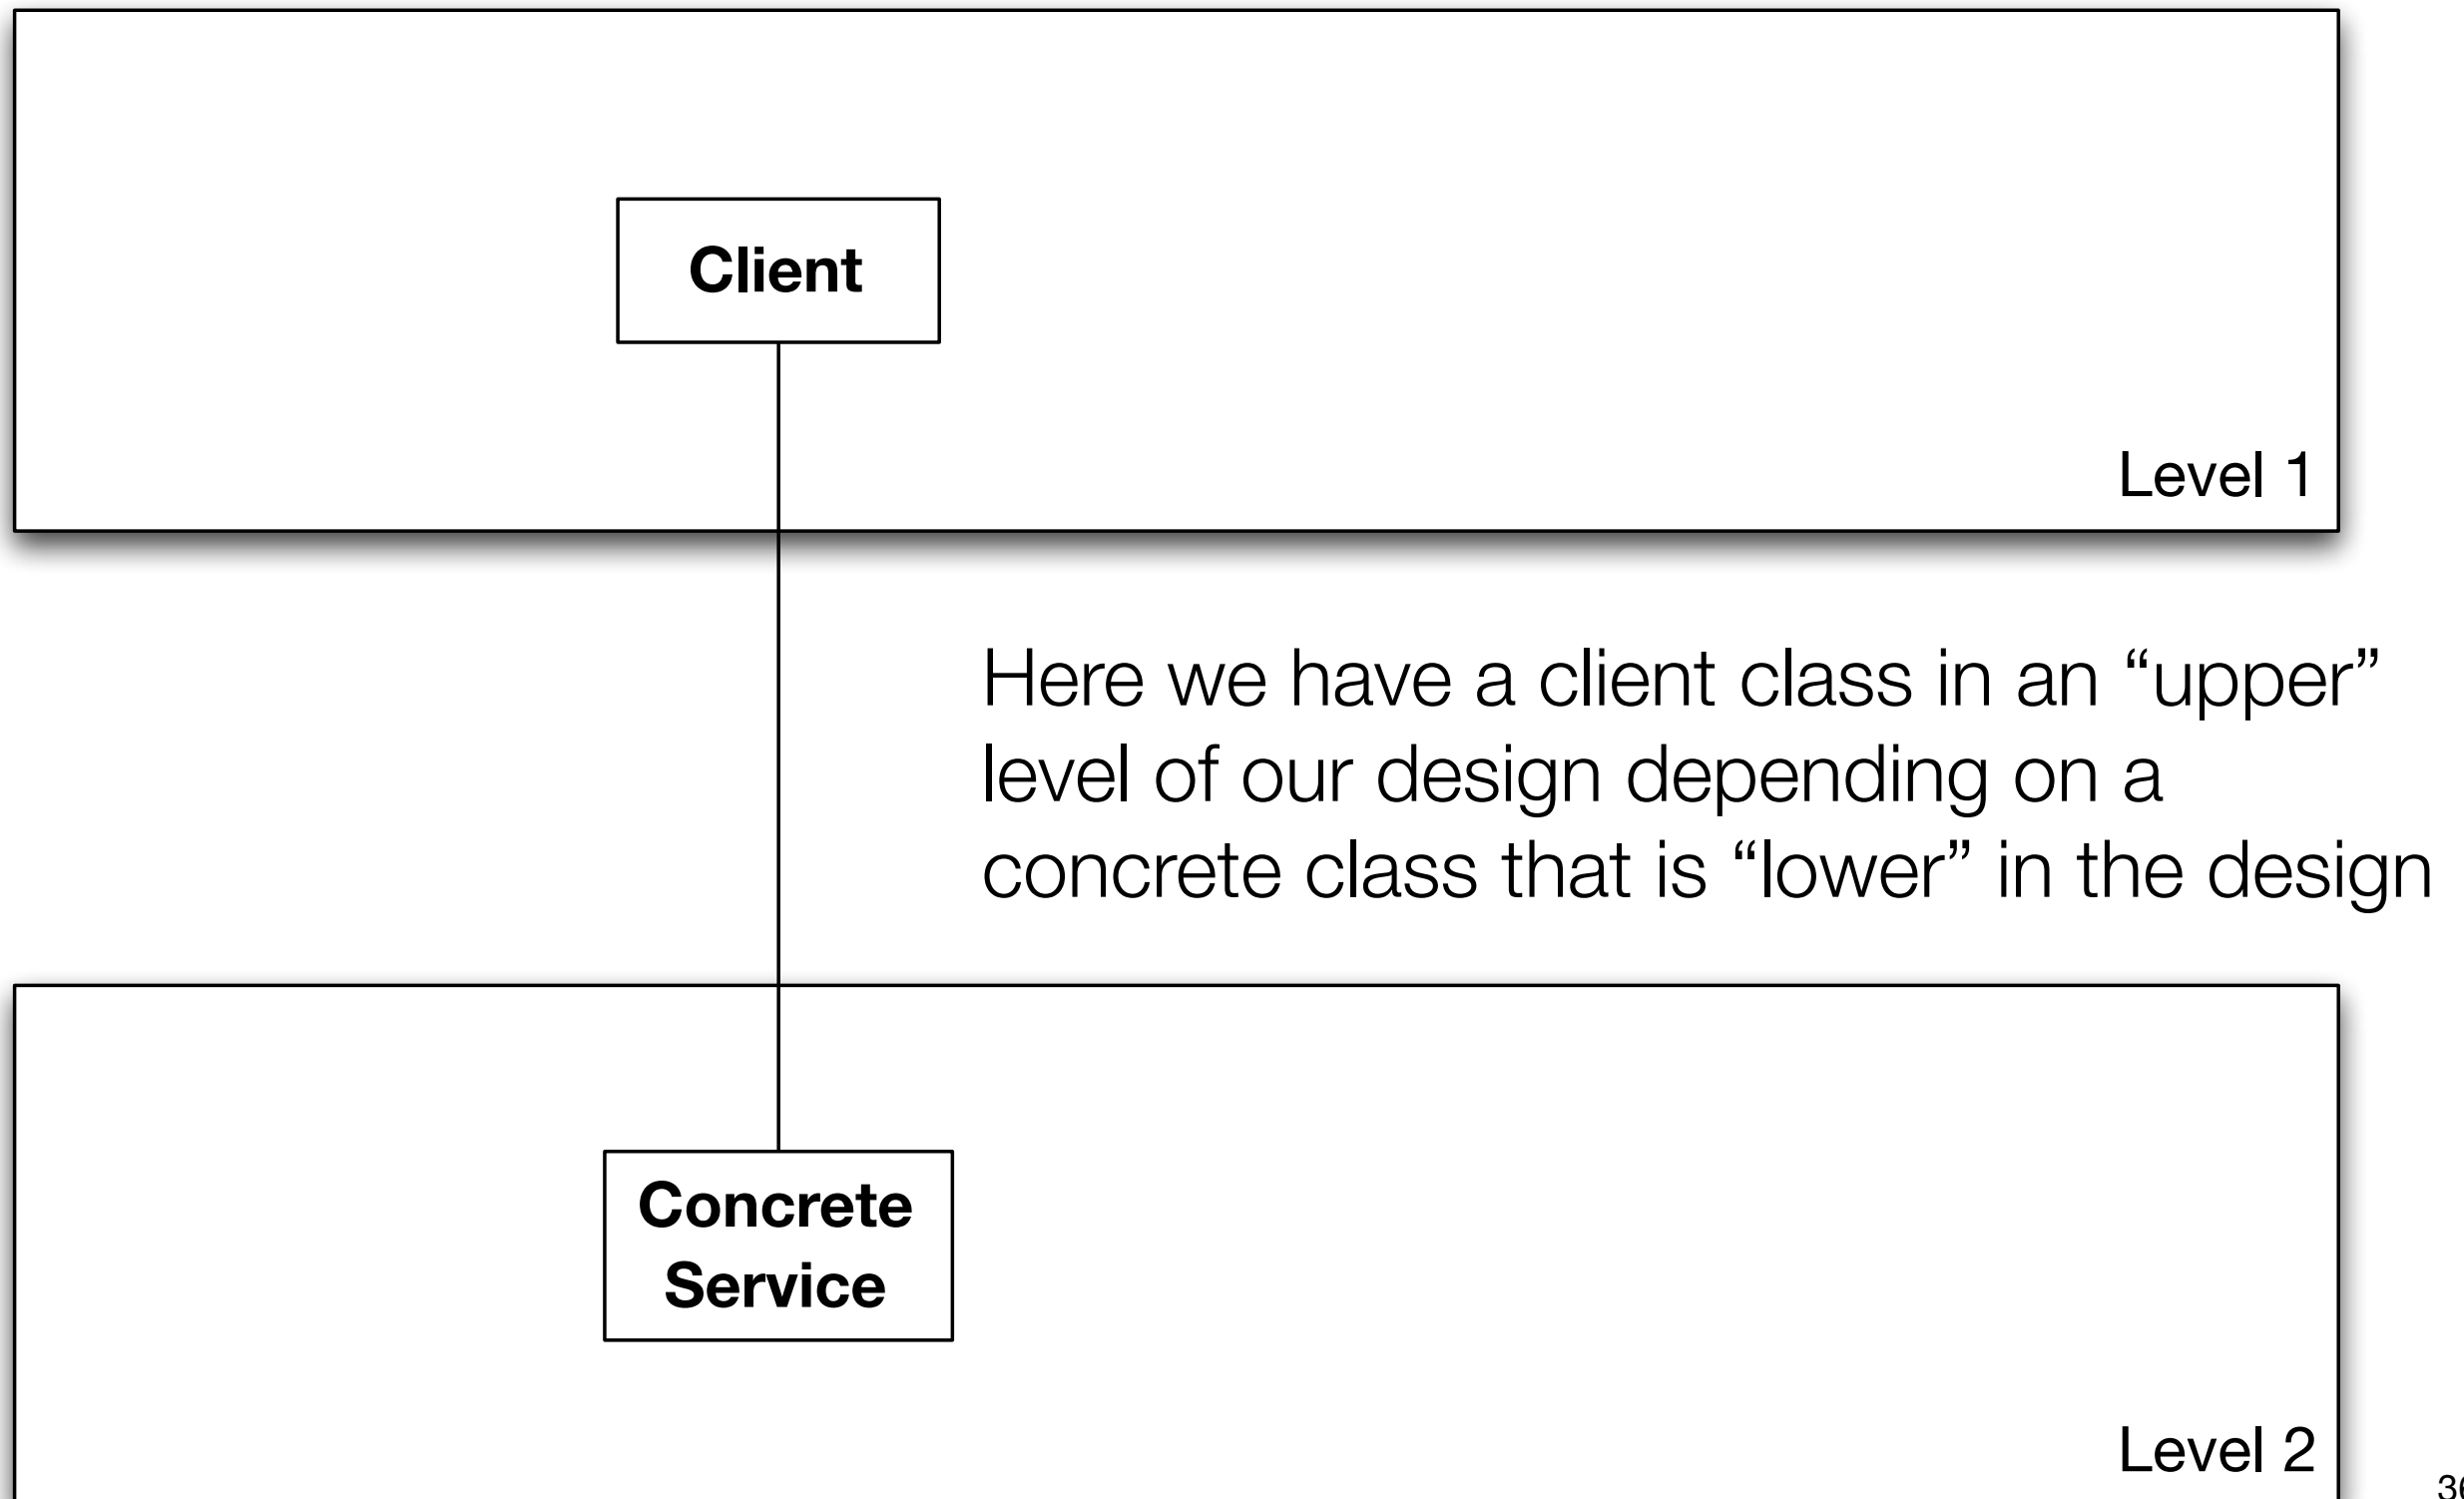 Client
Level 1
Here we have a client class in an “upper”
level of our design depending on a
concrete class that is “lower” in the design
Concrete
Service
Level 2